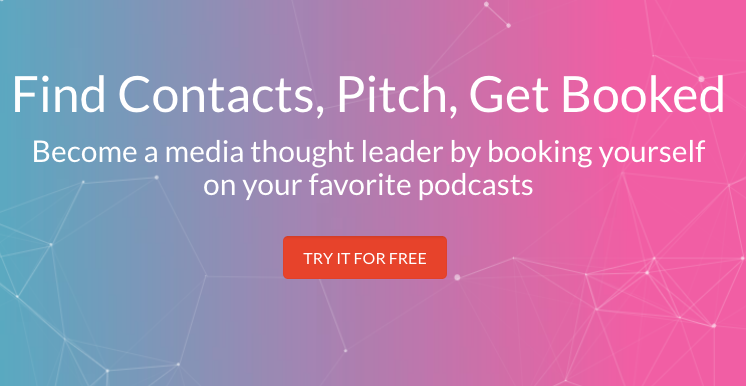 Find Contacts, Pitch, Get Booked
Become a media thought leader by booking yourself
on your favorite podcasts
TRY IT FOR FREE